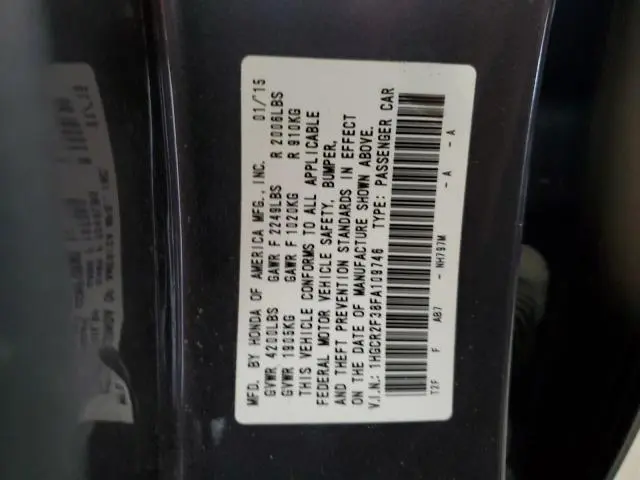 MFD. BY HONDA OF AMERICA MFG., INC. 01/15
GVWR 4200LBS GAWR F 2249LBS R 2006LBS
GVWR 1905KG GAWR F 1020KG R 910KG
THIS VEHICLE CONFORMS TO ALL APPLICABLE
FEDERAL MOTOR VEHICLE SAFETY, BUMPER,
AND THEFT PREVENTION STANDARDS IN EFFECT
ON THE DATE OF MANUFACTURE SHOWN ABOVE.
V.I.N.: 1HGCR2F38FA109746 TYPE: PASSENGER CAR
T2F F AB7 - NH797M - A - A